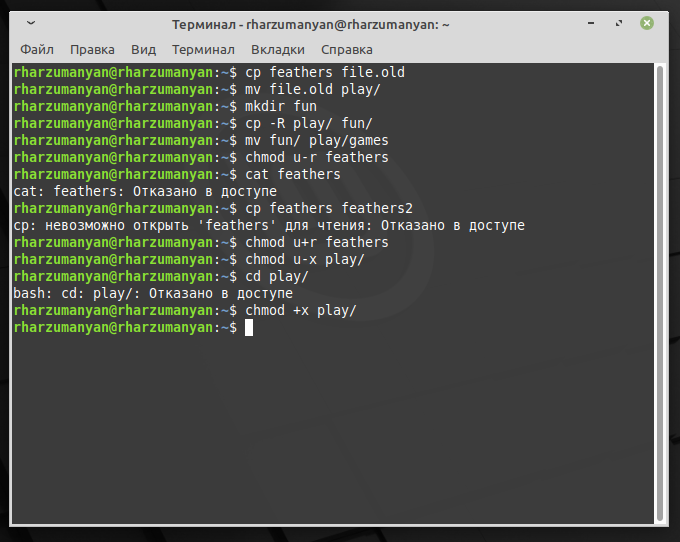 Терминал - rharzumanyan@rharzumanyan: ~
Файл Правка Вид Терминал Вкладки Справка
rharzumanyan@rharzumanyan:~$ cp feathers file.old
rharzumanyan@rharzumanyan:~$ mv file.old play/
rharzumanyan@rharzumanyan:~$ mkdir fun
rharzumanyan@rharzumanyan:~$ cp -R play/ fun/
rharzumanyan@rharzumanyan:~$ mv fun/ play/games
rharzumanyan@rharzumanyan:~$ chmod u-r feathers
rharzumanyan@rharzumanyan:~$ cat feathers
cat: feathers: Отказано в доступе
rharzumanyan@rharzumanyan:~$ cp feathers feathers2
cp: невозможно открыть 'feathers' для чтения: Отказано в доступе
rharzumanyan@rharzumanyan:~$ chmod u+r feathers
rharzumanyan@rharzumanyan:~$ chmod u-x play/
rharzumanyan@rharzumanyan:~$ cd play/
bash: cd: play/: Отказано в доступе
rharzumanyan@rharzumanyan:~$ chmod +x play/
rharzumanyan@rharzumanyan:~$